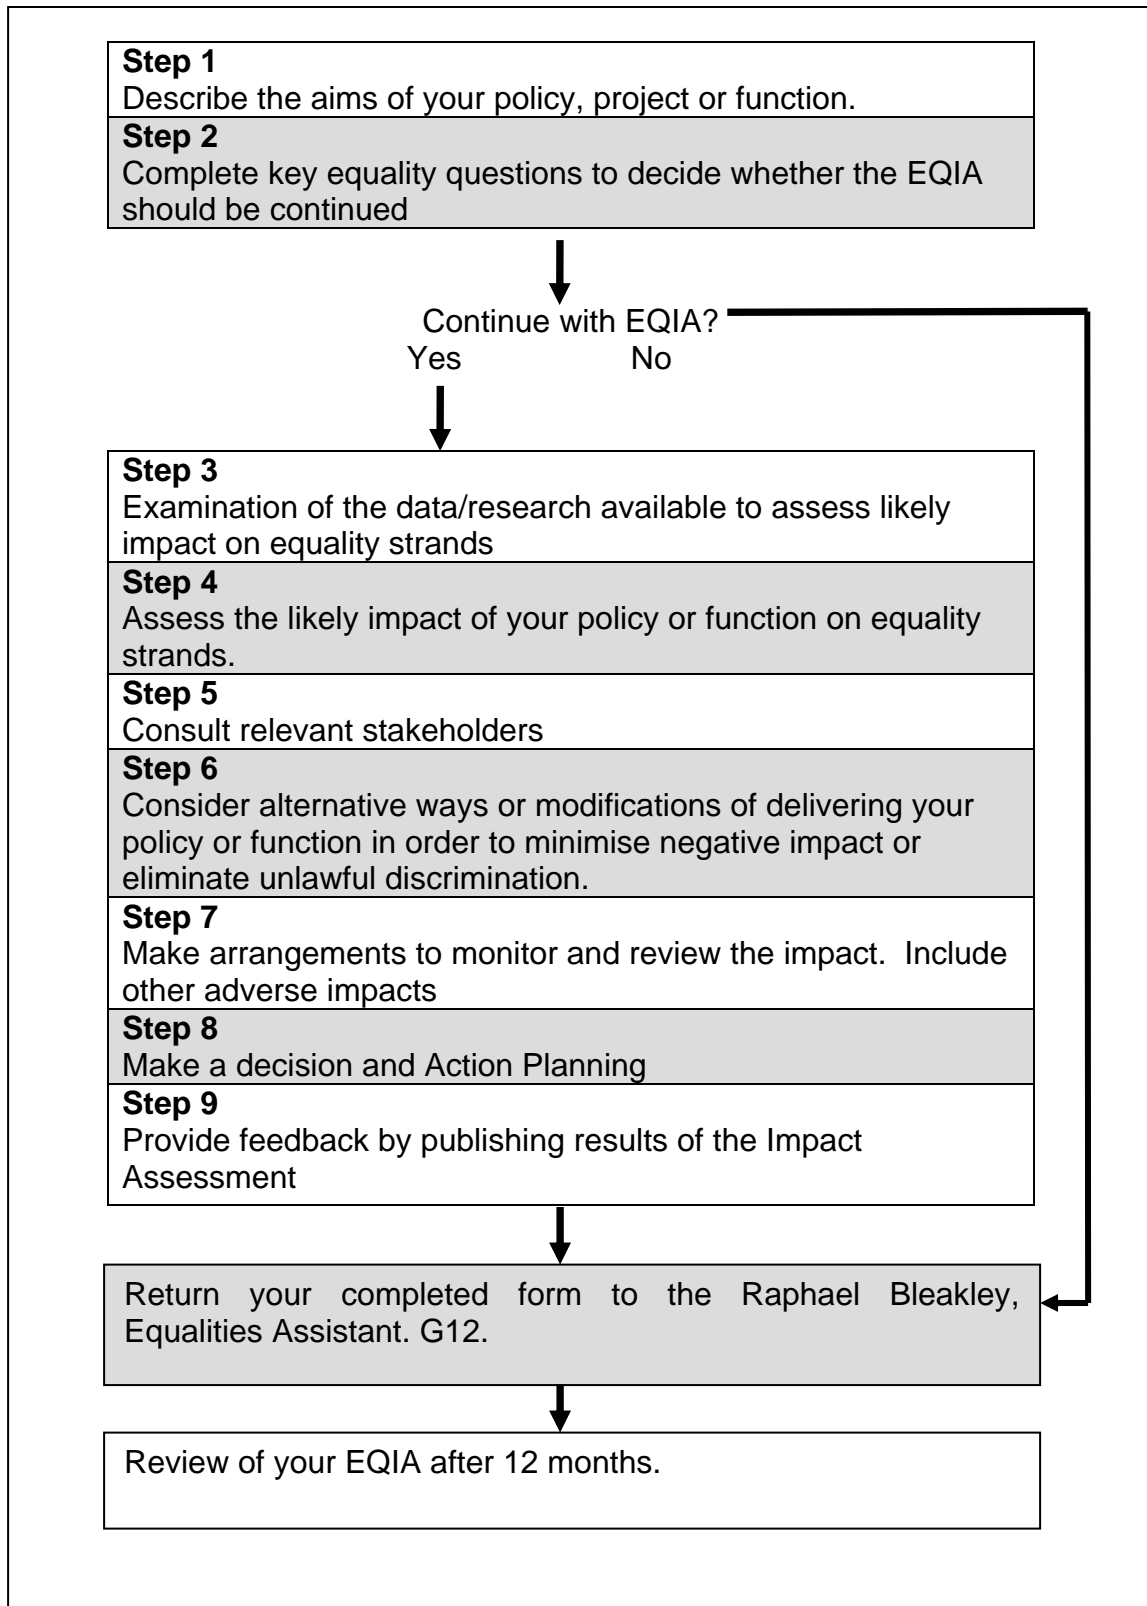 Step 1
Describe the aims of your policy, project or function.
Step 2
Complete key equality questions to decide whether the EQIA
should be continued
Continue with EQIA?
Yes No
Step 3
Examination of the data/research available to assess likely
impact on equality strands
Step 4
Assess the likely impact of your policy or function on equality
strands.
Step 5
Consult relevant stakeholders
Step 6
Consider alternative ways or modifications of delivering your
policy or function in order to minimise negative impact or
eliminate unlawful discrimination.
Step 7
Make arrangements to monitor and review the impact.  Include
other adverse impacts
Step 8
Make a decision and Action Planning
Step 9
Provide feedback by publishing results of the Impact
Assessment
Return your completed form to the Raphael Bleakley,
Equalities Assistant. G12.
Review of your EQIA after 12 months.